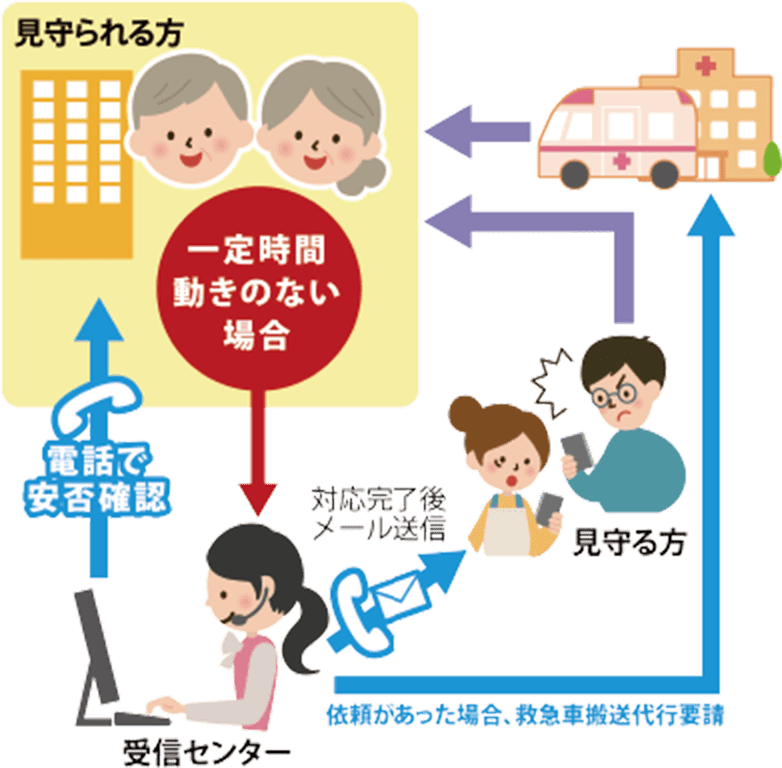 見守られる方
一定時間
動きのない
場合
電話で
安否確認
対応完了後
メール送信
見守る方
依頼があった場合、救急車搬送代行要請
受信センター